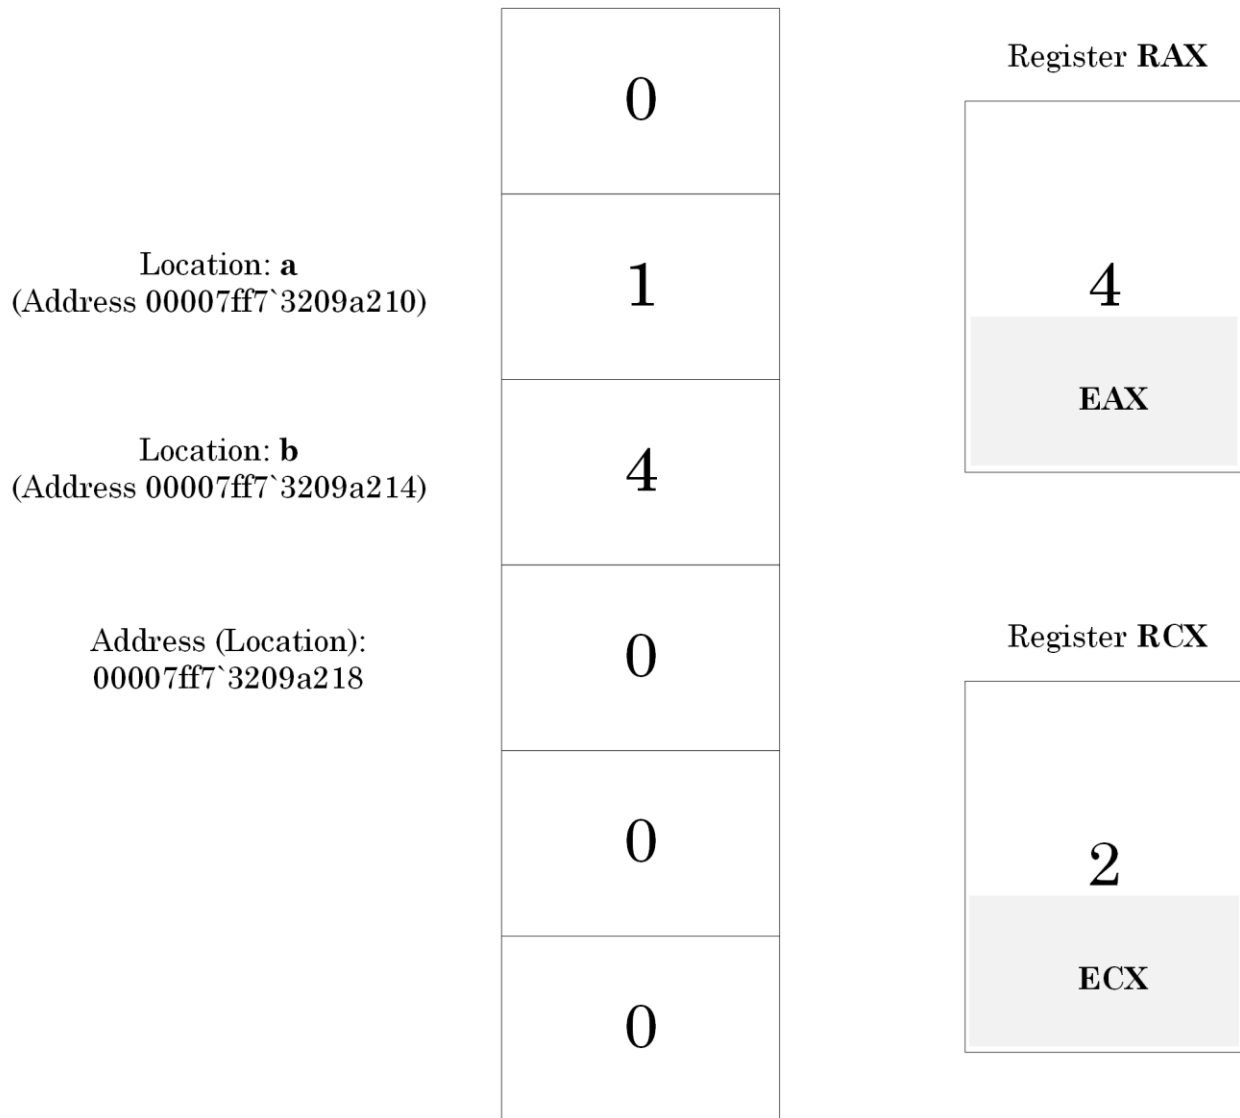 0
Register RAX
Location: a
(Address 00007ff7`3209a210)
1
4
EAX
Location: b
(Address 00007ff7`3209a214)
4
Address (Location):
00007ff7`3209a218
0
Register RCX
0
2
ECX
0